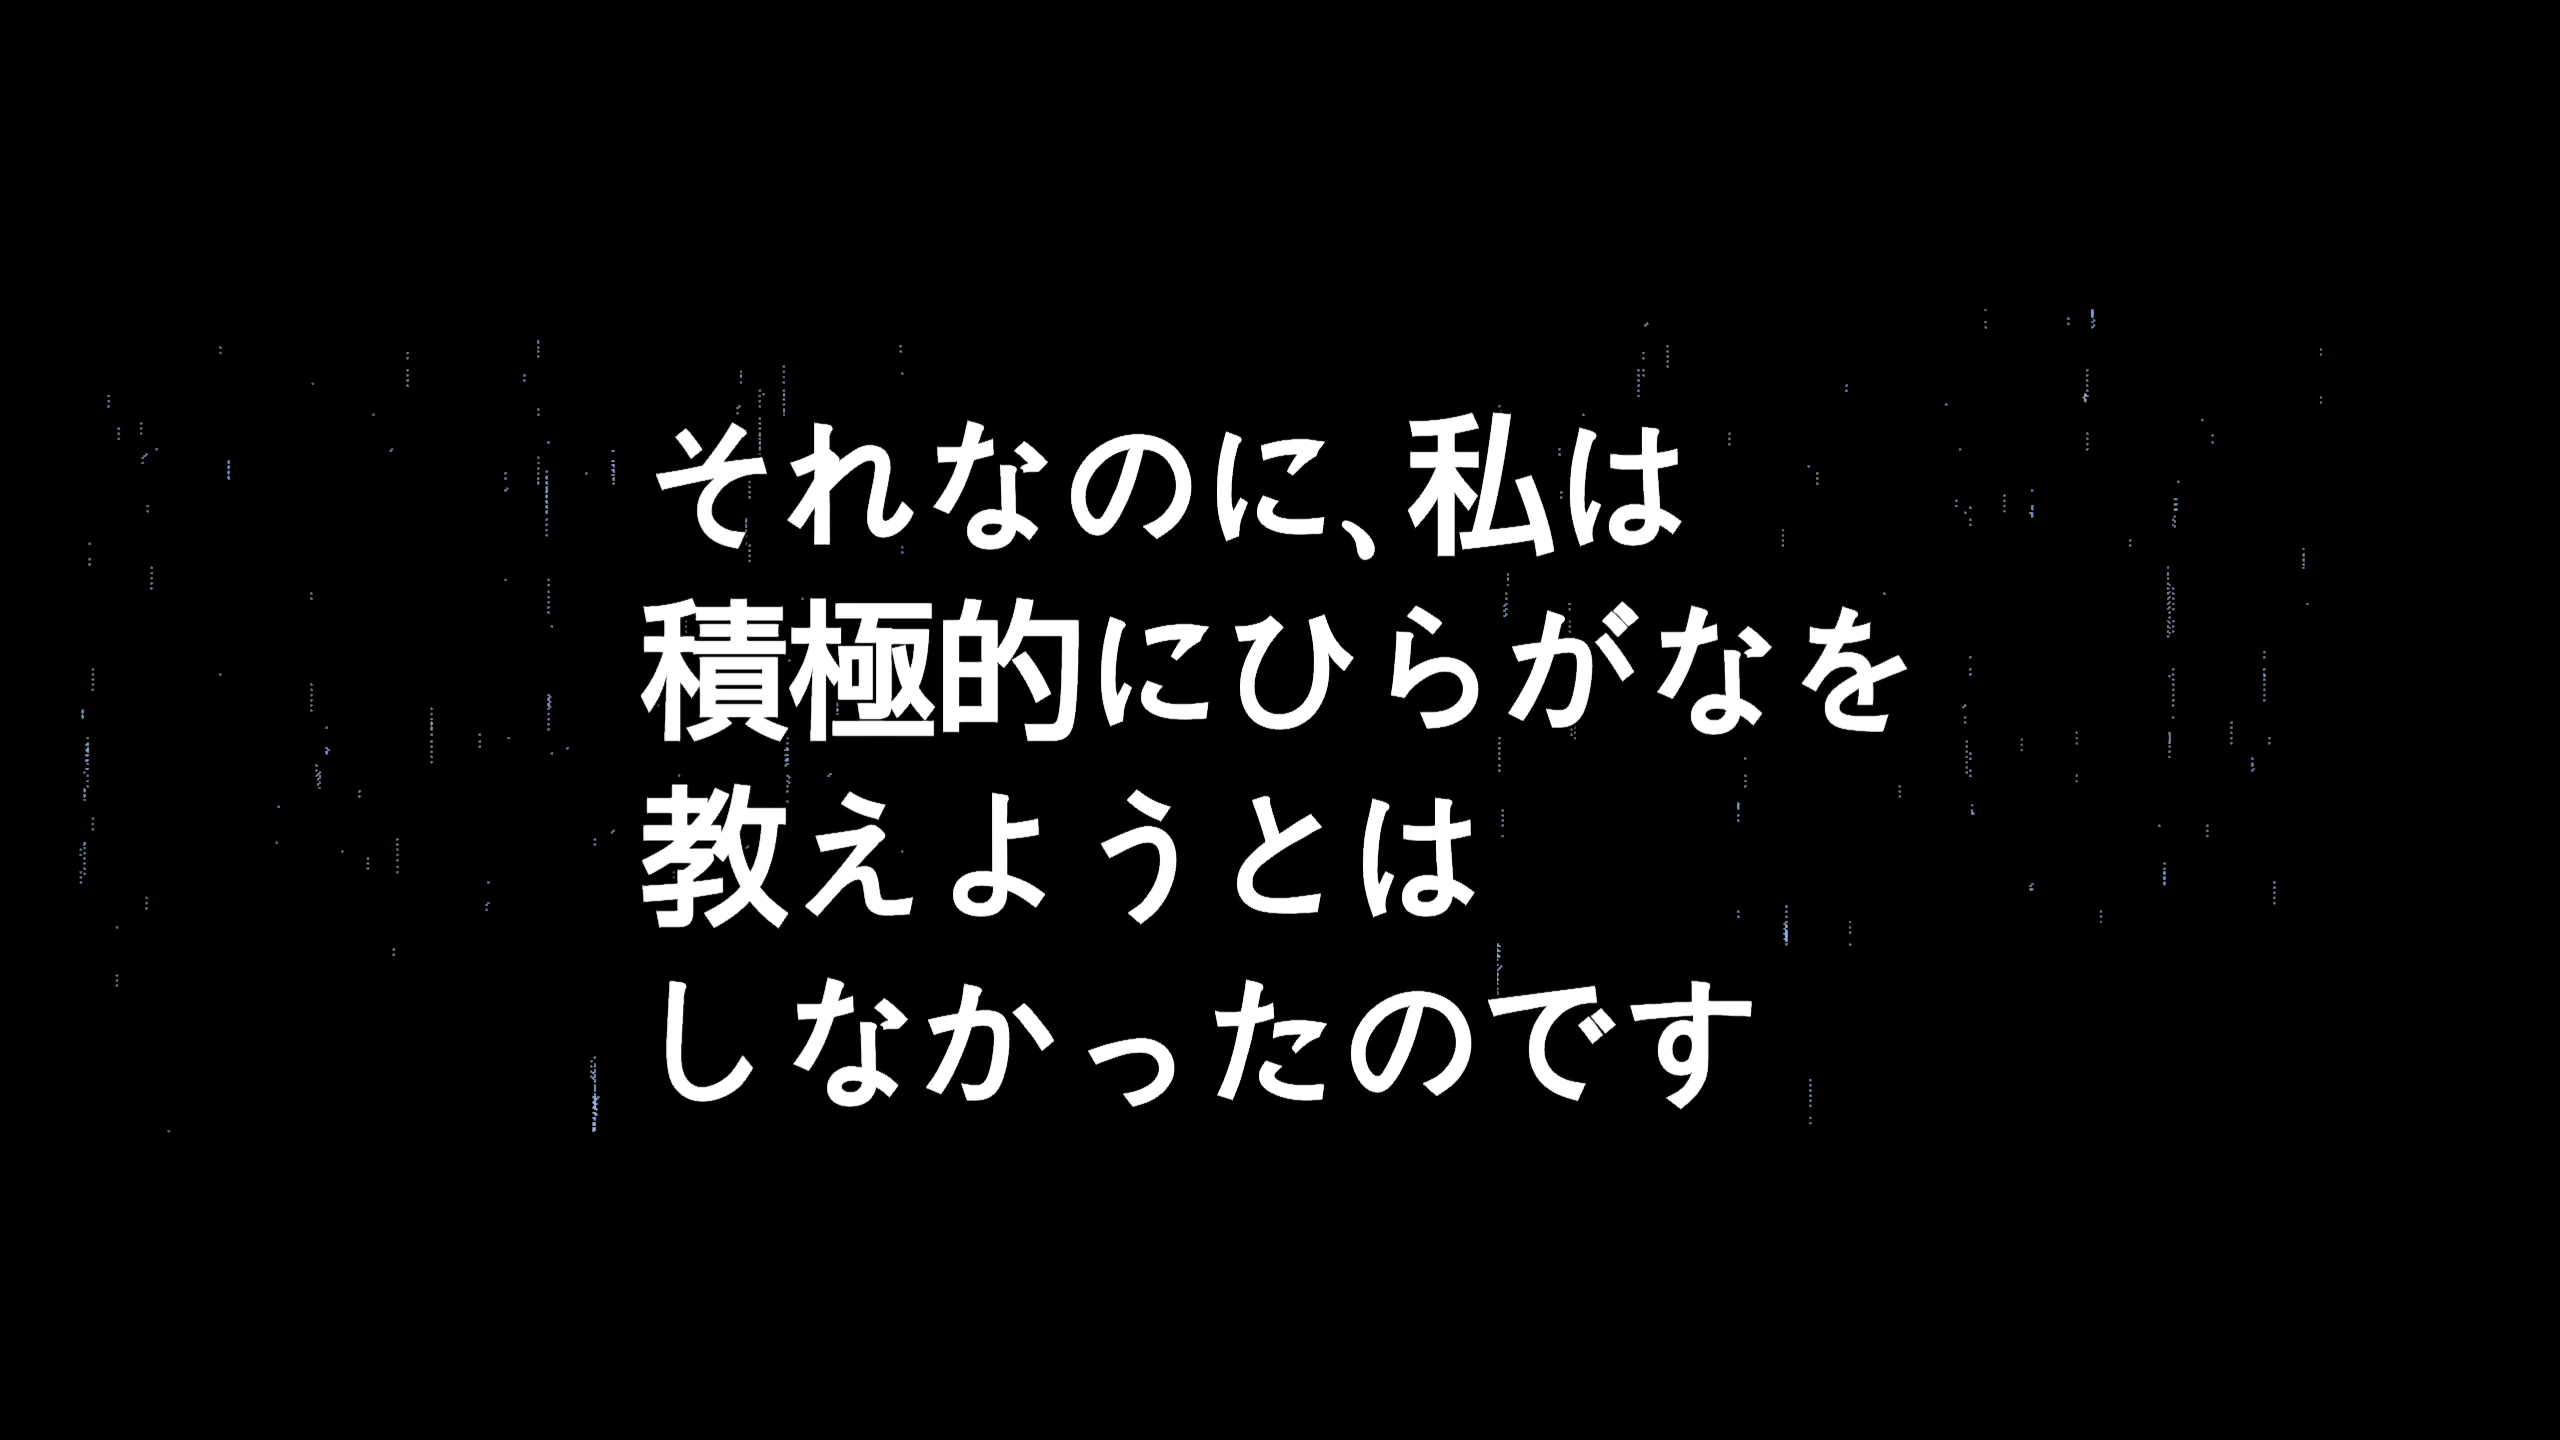 それなのに、私は
積極的にひらがなを
教えようとは
しなかったのです